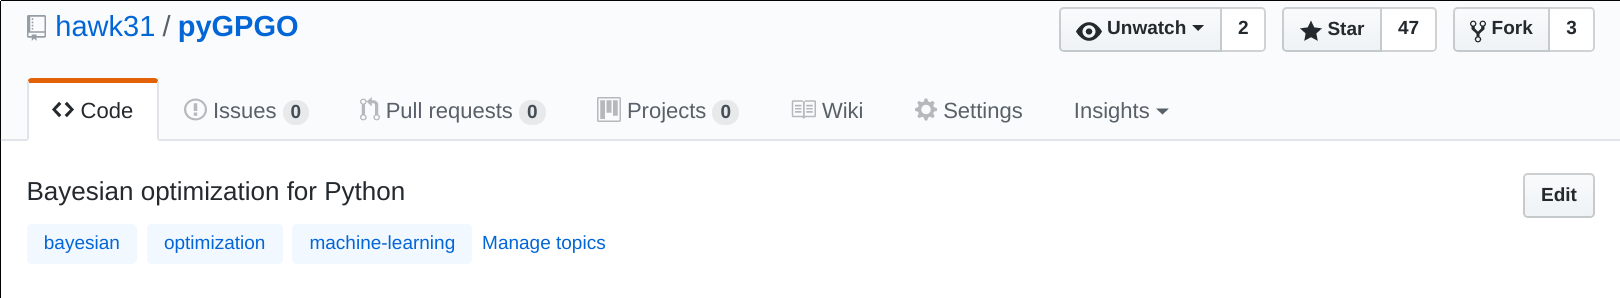 hawk31 / pyGPGO Unwatch 2 Star 47 Fork 3
Code Issues 0 Pull requests 0 Projects 0 Wiki Settings Insights
Bayesian optimization for Python Edit
bayesian optimization machine-learning Manage topics